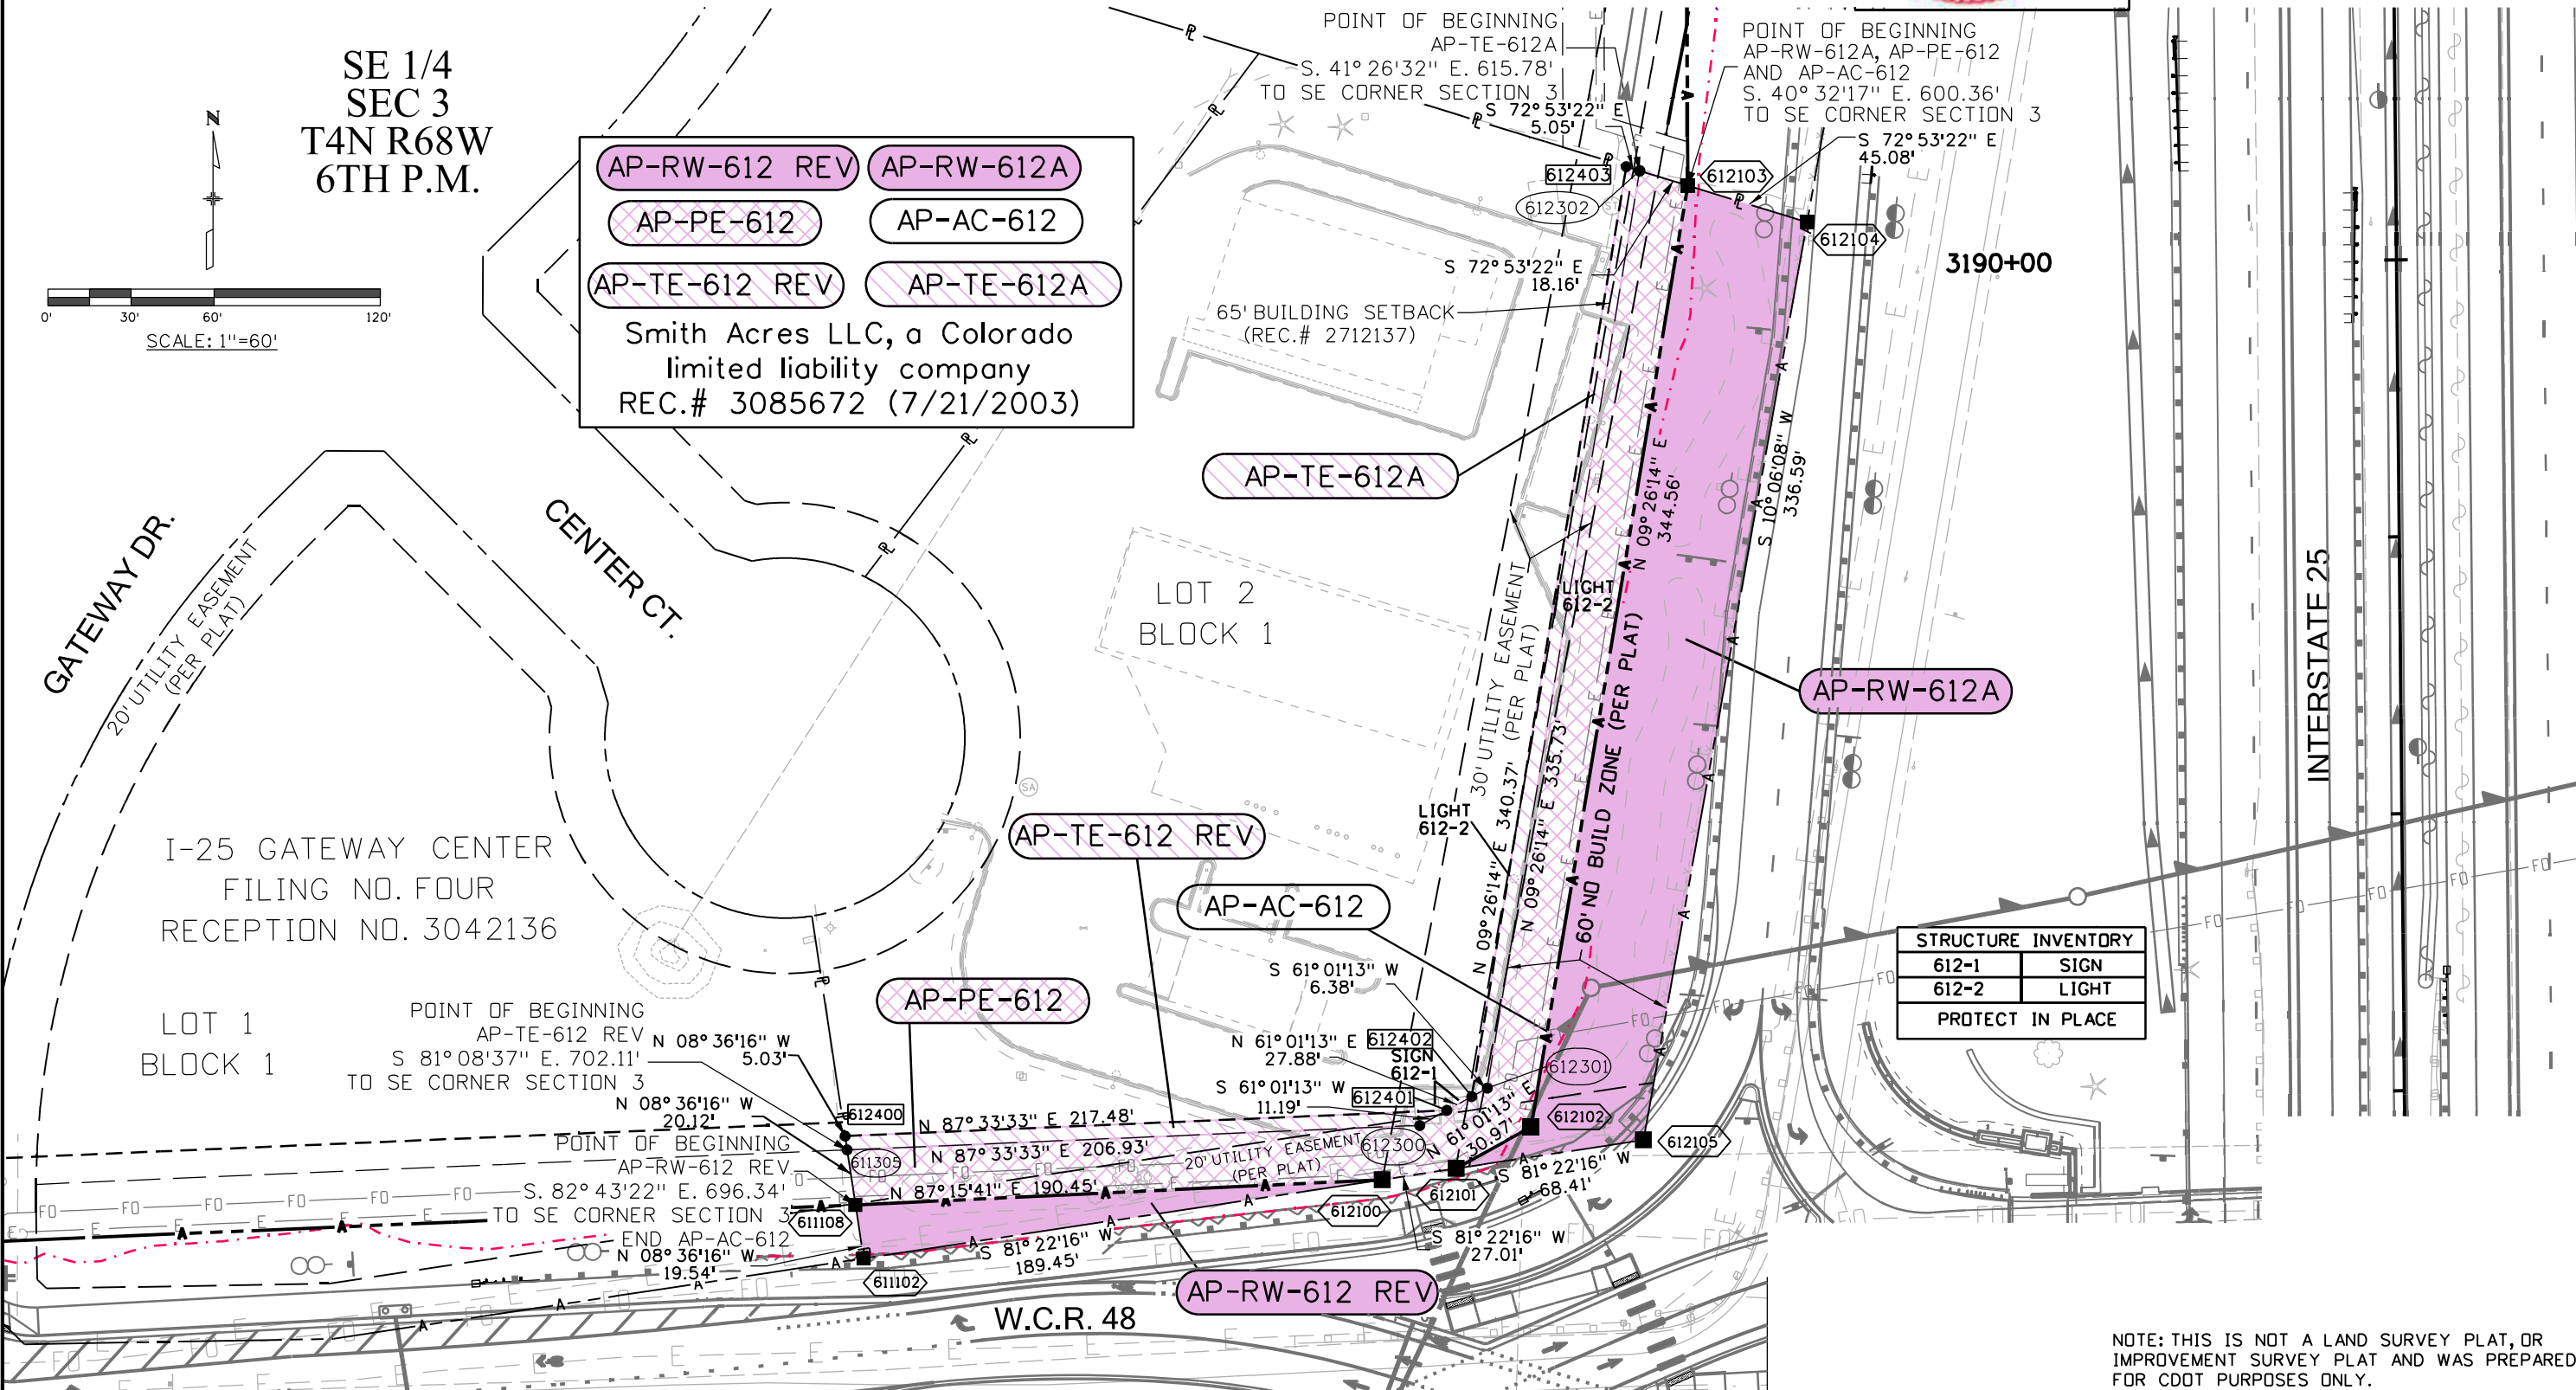 SE 1/4
SEC 3
T4N R68W
6TH P.M.
N
0' 30' 60' 120'
SCALE: 1"=60'
AP-RW-612 REV AP-RW-612A
AP-PE-612 AP-AC-612
AP-TE-612 REV AP-TE-612A
Smith Acres LLC, a Colorado
limited liability company
REC.# 3085672 (7/21/2003)
POINT OF BEGINNING
AP-TE-612A
S. 41° 26'32" E. 615.78'
TO SE CORNER SECTION 3
S 72° 53'22" E
5.05'
POINT OF BEGINNING
AP-RW-612A, AP-PE-612
AND AP-AC-612
S. 40° 32'17" E. 600.36'
TO SE CORNER SECTION 3
S 72° 53'22" E
45.08'
612403
612103
612302
612104
3190+00
S 72° 53'22" E
18.16'
65' BUILDING SETBACK
(REC.# 2712137)
AP-TE-612A
N 09° 26'14" E
344.56'
S 10° 06'08" W
336.59'
GATEWAY DR.
20' UTILITY EASEMENT
(PER PLAT)
CENTER CT.
LOT 2
BLOCK 1
LIGHT
612-2
30' UTILITY EASEMENT
(PER PLAT)
60' NO BUILD ZONE (PER PLAT)
AP-RW-612A
INTERSTATE 25
N 09° 26'14" E 340.37'
N 09° 26'14" E 335.73'
LIGHT
612-2
SA
AP-TE-612 REV
AP-AC-612
I-25 GATEWAY CENTER
FILING NO. FOUR
RECEPTION NO. 3042136
LOT 1
BLOCK 1
AP-PE-612
S 61° 01'13" W
6.38'
STRUCTURE INVENTORY
612-1 SIGN
612-2 LIGHT
PROTECT IN PLACE
POINT OF BEGINNING
AP-TE-612 REV
S 81° 08'37" E. 702.11'
TO SE CORNER SECTION 3
N 08° 36'16" W
5.03'
N 61° 01'13" E
27.88'
612402
SIGN
612-1
612301
S 61° 01'13" W
11.19'
612401
N 08° 36'16" W
20.12'
612400
N 87° 33'33" E 217.48'
N 61° 01'13" E
30.97'
612102
612105
POINT OF BEGINNING
AP-RW-612 REV
S. 82° 43'22" E. 696.34'
TO SE CORNER SECTION 3
END AP-AC-612
611305
N 87° 33'33" E 206.93'
20' UTILITY EASEMENT
(PER PLAT)
612300
N 87° 15'41" E 190.45'
S 81° 22'16" W
68.41'
611108
612100
612101
N 08° 36'16" W
19.54'
611102
S 81° 22'16" W
189.45'
S 81° 22'16" W
27.01'
AP-RW-612 REV
W.C.R. 48
NOTE: THIS IS NOT A LAND SURVEY PLAT, OR
IMPROVEMENT SURVEY PLAT AND WAS PREPARED
FOR CDOT PURPOSES ONLY.